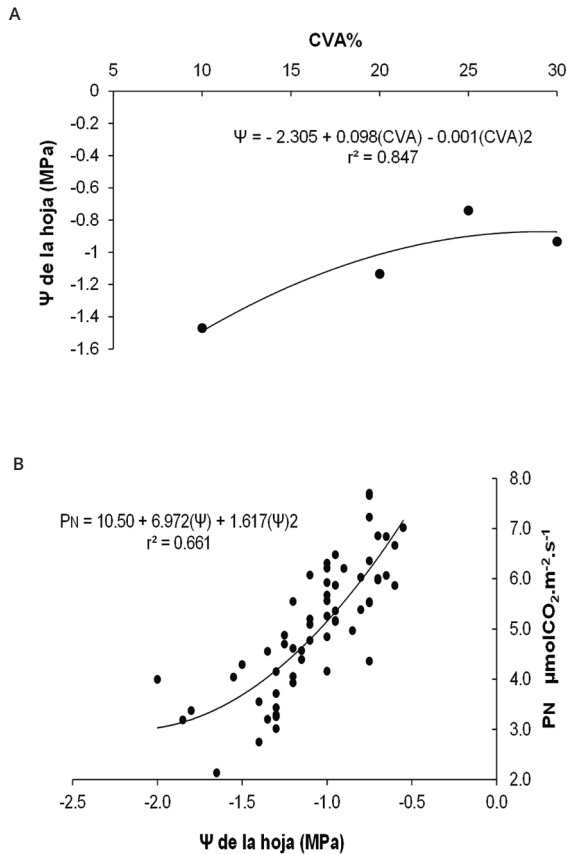 A
CVA%
5 10 15 20 25 30
0
-0.2
-0.4
-0.6
-0.8
-1
-1.2
-1.4
-1.6
Ψ de la hoja (MPa)
Ψ = - 2.305 + 0.098(CVA) - 0.001(CVA)2
r² = 0.847
B
PN = 10.50 + 6.972(Ψ) + 1.617(Ψ)2
r² = 0.661
8.0
7.0
6.0
5.0
4.0
3.0
2.0
PN µmolCO₂.m⁻².s⁻¹
-2.5 -2.0 -1.5 -1.0 -0.5 0.0
Ψ de la hoja (MPa)